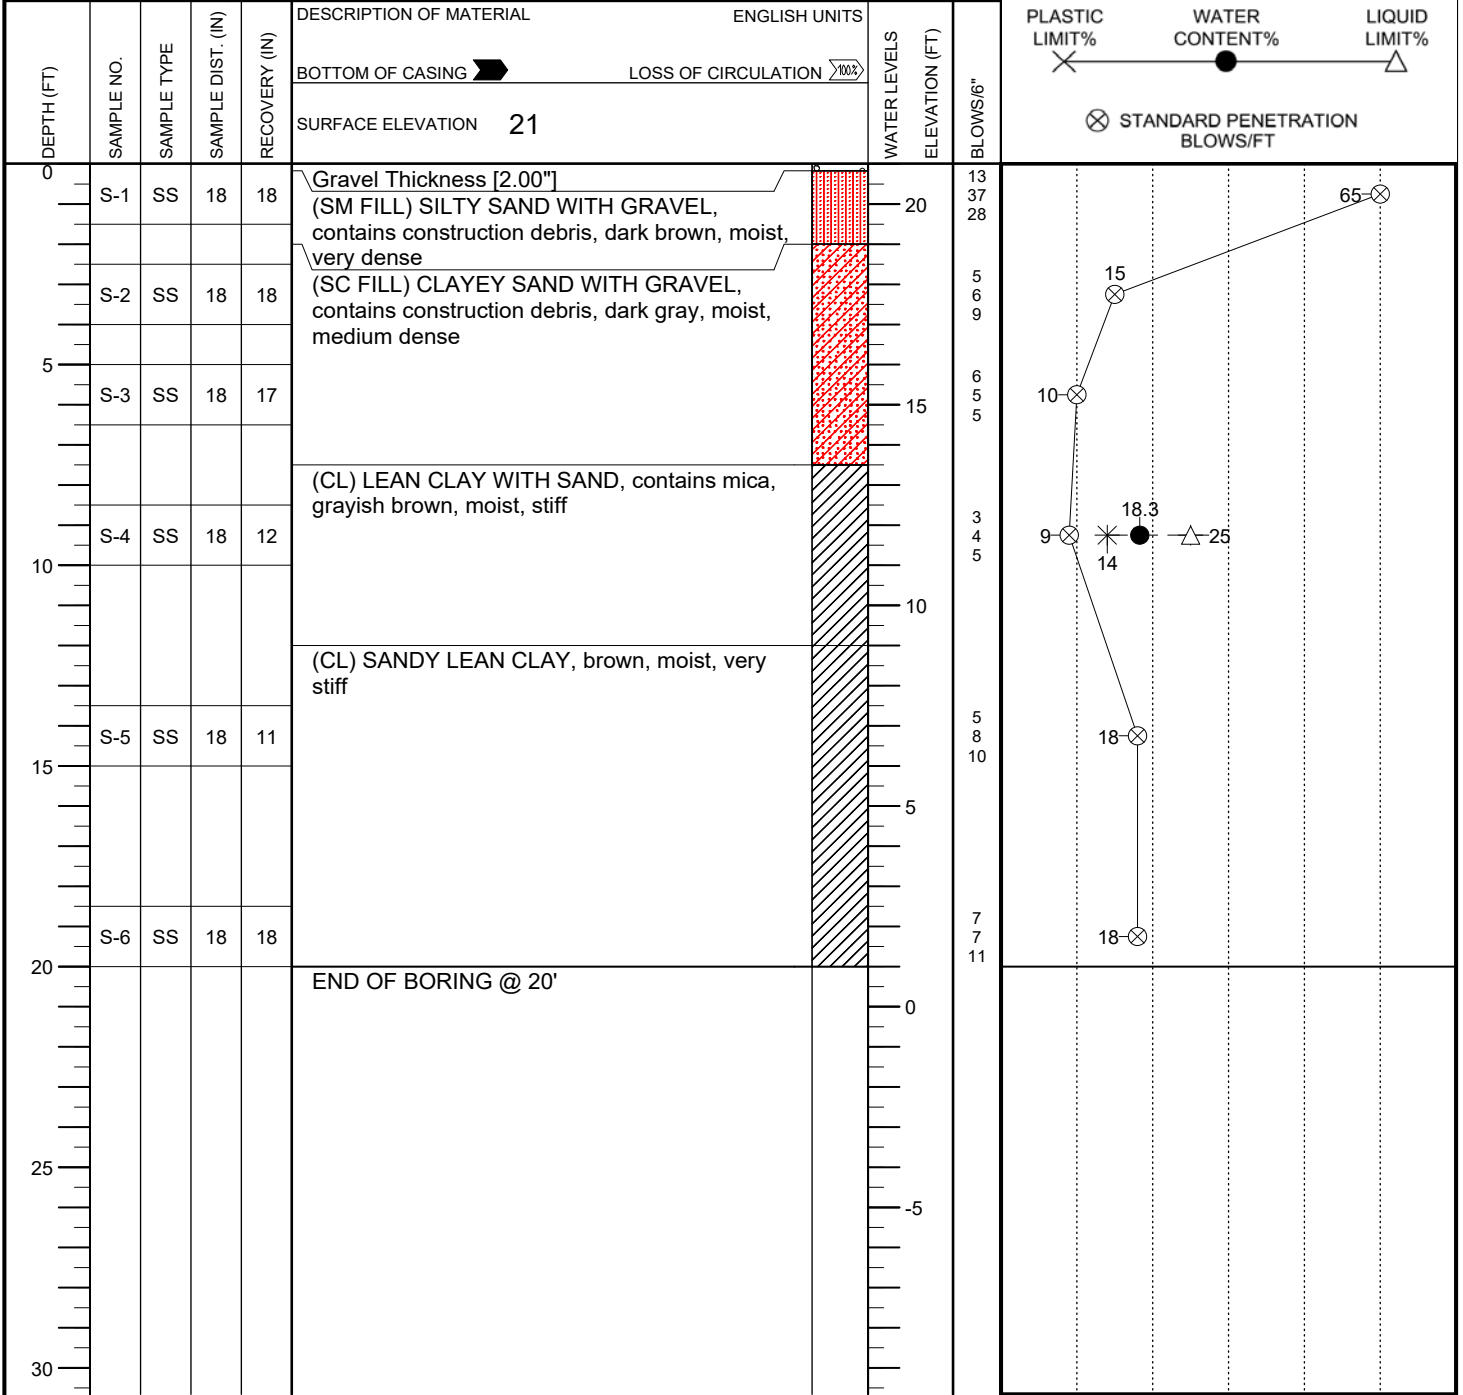 DEPTH (FT)
SAMPLE NO.
SAMPLE TYPE
SAMPLE DIST. (IN)
RECOVERY (IN)
DESCRIPTION OF MATERIAL ENGLISH UNITS
BOTTOM OF CASING LOSS OF CIRCULATION 100%
SURFACE ELEVATION 21
WATER LEVELS
ELEVATION (FT)
BLOWS/6"
PLASTIC LIMIT%
WATER CONTENT%
LIQUID LIMIT%
STANDARD PENETRATION
BLOWS/FT
0
S-1 SS 18 18
Gravel Thickness [2.00"]
(SM FILL) SILTY SAND WITH GRAVEL,
contains construction debris, dark brown, moist,
very dense
20
13
37
28
65
S-2 SS 18 18
(SC FILL) CLAYEY SAND WITH GRAVEL,
contains construction debris, dark gray, moist,
medium dense
5
6
9
15
5
S-3 SS 18 17
15
6
5
5
10
(CL) LEAN CLAY WITH SAND, contains mica,
grayish brown, moist, stiff
S-4 SS 18 12
3
4
5
9
18.3
25
14
10
10
(CL) SANDY LEAN CLAY, brown, moist, very
stiff
S-5 SS 18 11
5
8
10
18
15
5
S-6 SS 18 18
7
7
11
18
20
END OF BORING @ 20'
0
25
-5
30